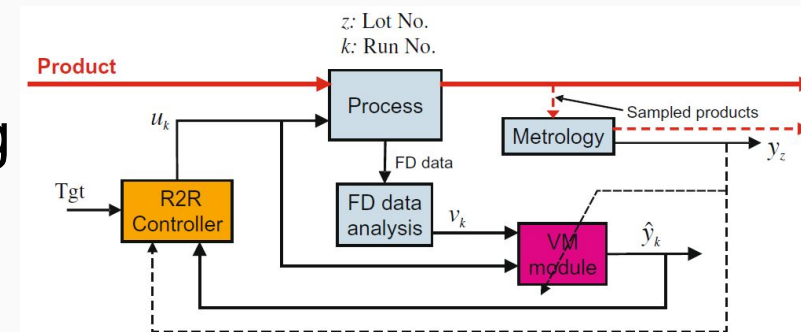 z: Lot No.
k: Run No.
Product
Process
Sampled products
Metrology
u_k
y_z
FD data
Tgt
R2R
Controller
FD data
analysis
v_k
VM
module
ŷ_k
g